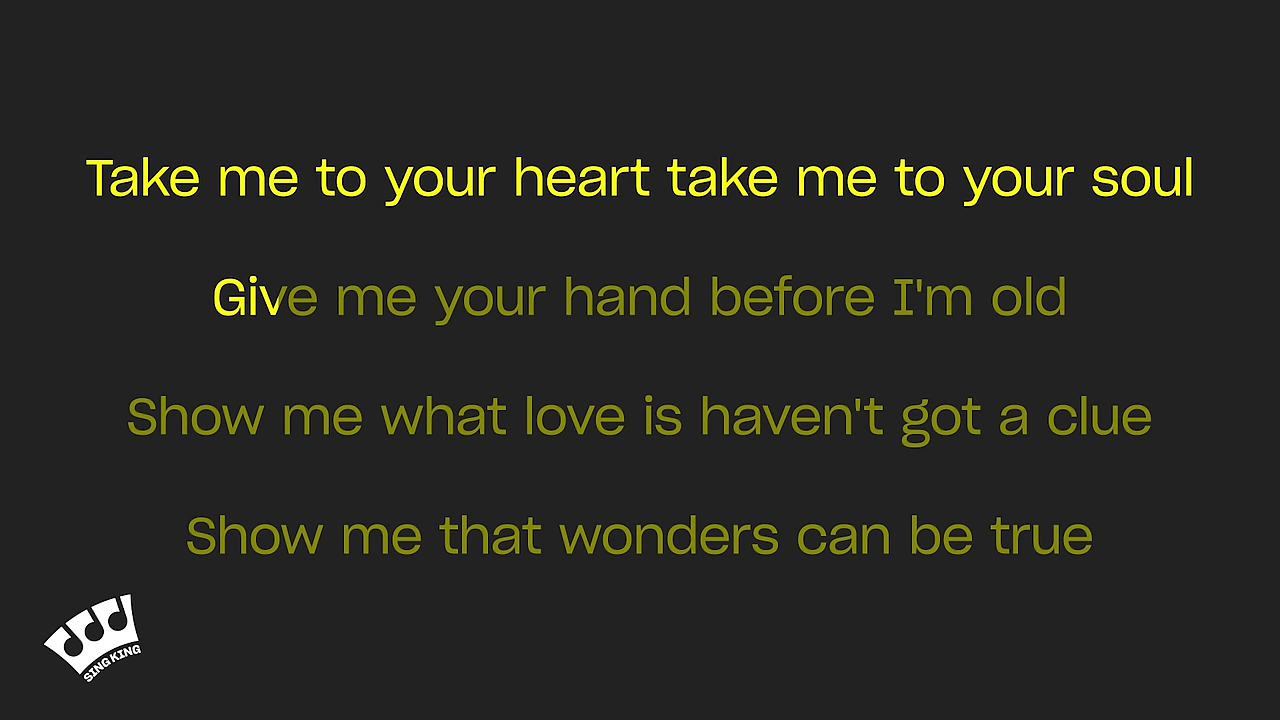 Take me to your heart take me to your soul
Give me your hand before I'm old
Show me what love is haven't got a clue
Show me that wonders can be true
SING KING